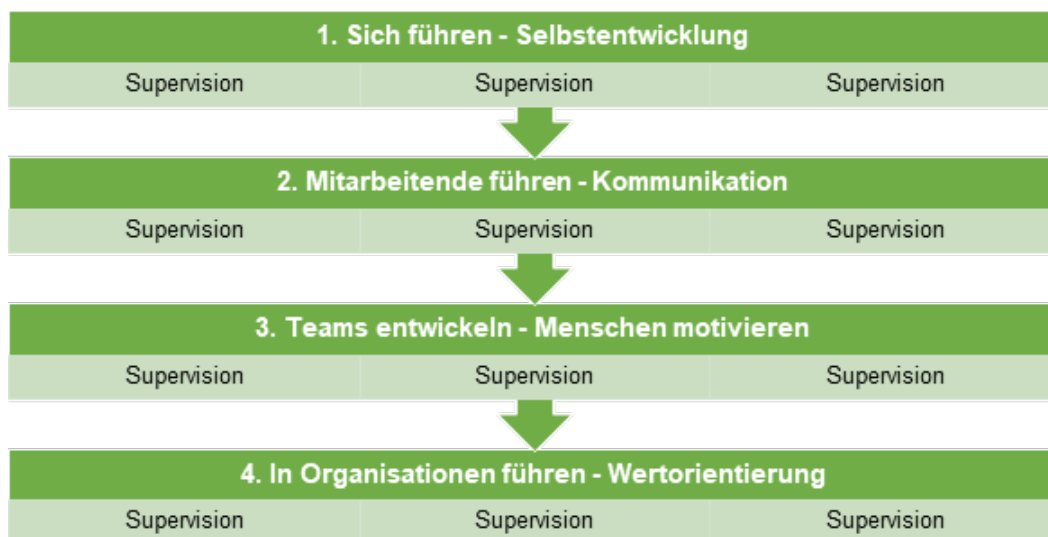 1. Sich führen - Selbstentwicklung
Supervision Supervision Supervision
2. Mitarbeitende führen - Kommunikation
Supervision Supervision Supervision
3. Teams entwickeln - Menschen motivieren
Supervision Supervision Supervision
4. In Organisationen führen - Wertorientierung
Supervision Supervision Supervision